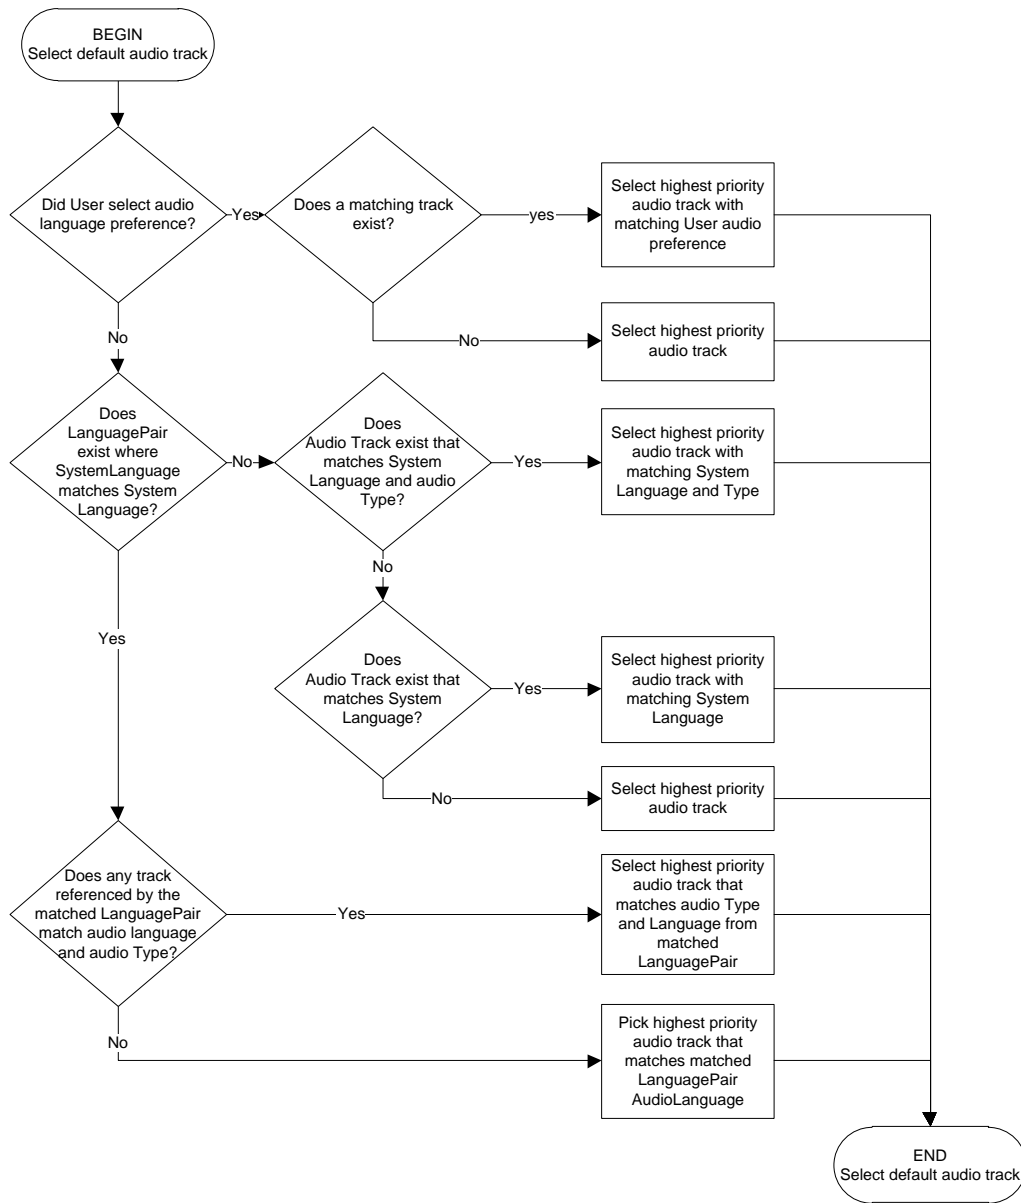 BEGIN
Select default audio track
Did User select audio
language preference?
Yes
Does a matching track
exist?
yes
Select highest priority
audio track with
matching User audio
preference
No
No
Select highest priority
audio track
Does
LanguagePair
exist where
SystemLanguage
matches System
Language?
No
Does
Audio Track exist that
matches System
Language and audio
Type?
Yes
Select highest priority
audio track with
matching System
Language and Type
No
Yes
Does
Audio Track exist that
matches System
Language?
Yes
Select highest priority
audio track with
matching System
Language
No
Select highest priority
audio track
Does any track
referenced by the
matched LanguagePair
match audio language
and audio Type?
Yes
Select highest priority
audio track that
matches audio Type
and Language from
matched
LanguagePair
No
Pick highest priority
audio track that
matches matched
LanguagePair
AudioLanguage
END
Select default audio track